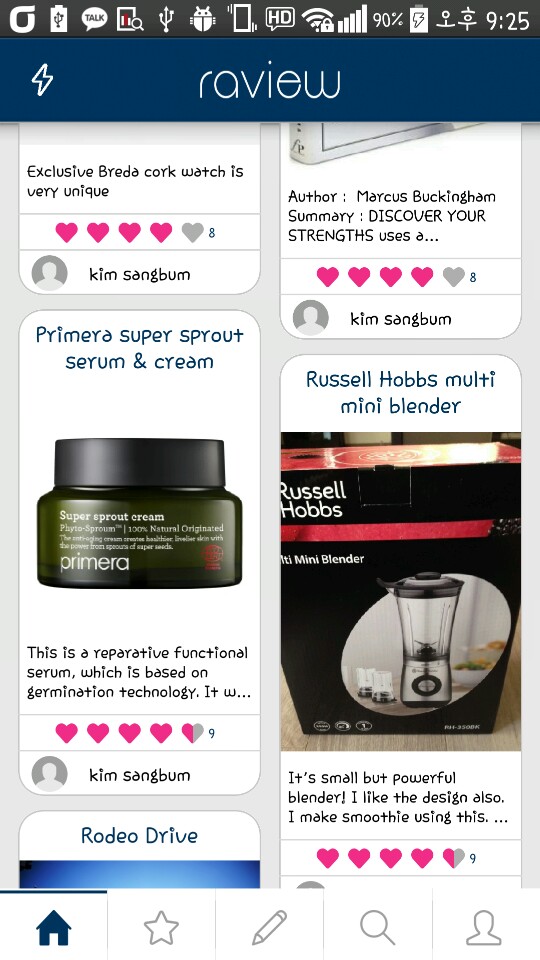 TALK
HD
90%
오후 9:25
raview
Exclusive Breda cork watch is
very unique
8
kim sangbum
Author : Marcus Buckingham
Summary : DISCOVER YOUR
STRENGTHS uses a...
8
kim sangbum
Primera super sprout
serum & cream
Super sprout cream
Phyto-Sproum™ | 100% Natural Originated
The anti-aging cream creates healthier, livelier skin with
the power from sprouts of super seeds.
primera
This is a reparative functional
serum, which is based on
germination technology. It w...
9
kim sangbum
Russell Hobbs multi
mini blender
Russell
Hobbs
lti Mini Blender
RH-350BK
It's small but powerful
blender! I like the design also.
I make smoothie using this. ...
9
Rodeo Drive